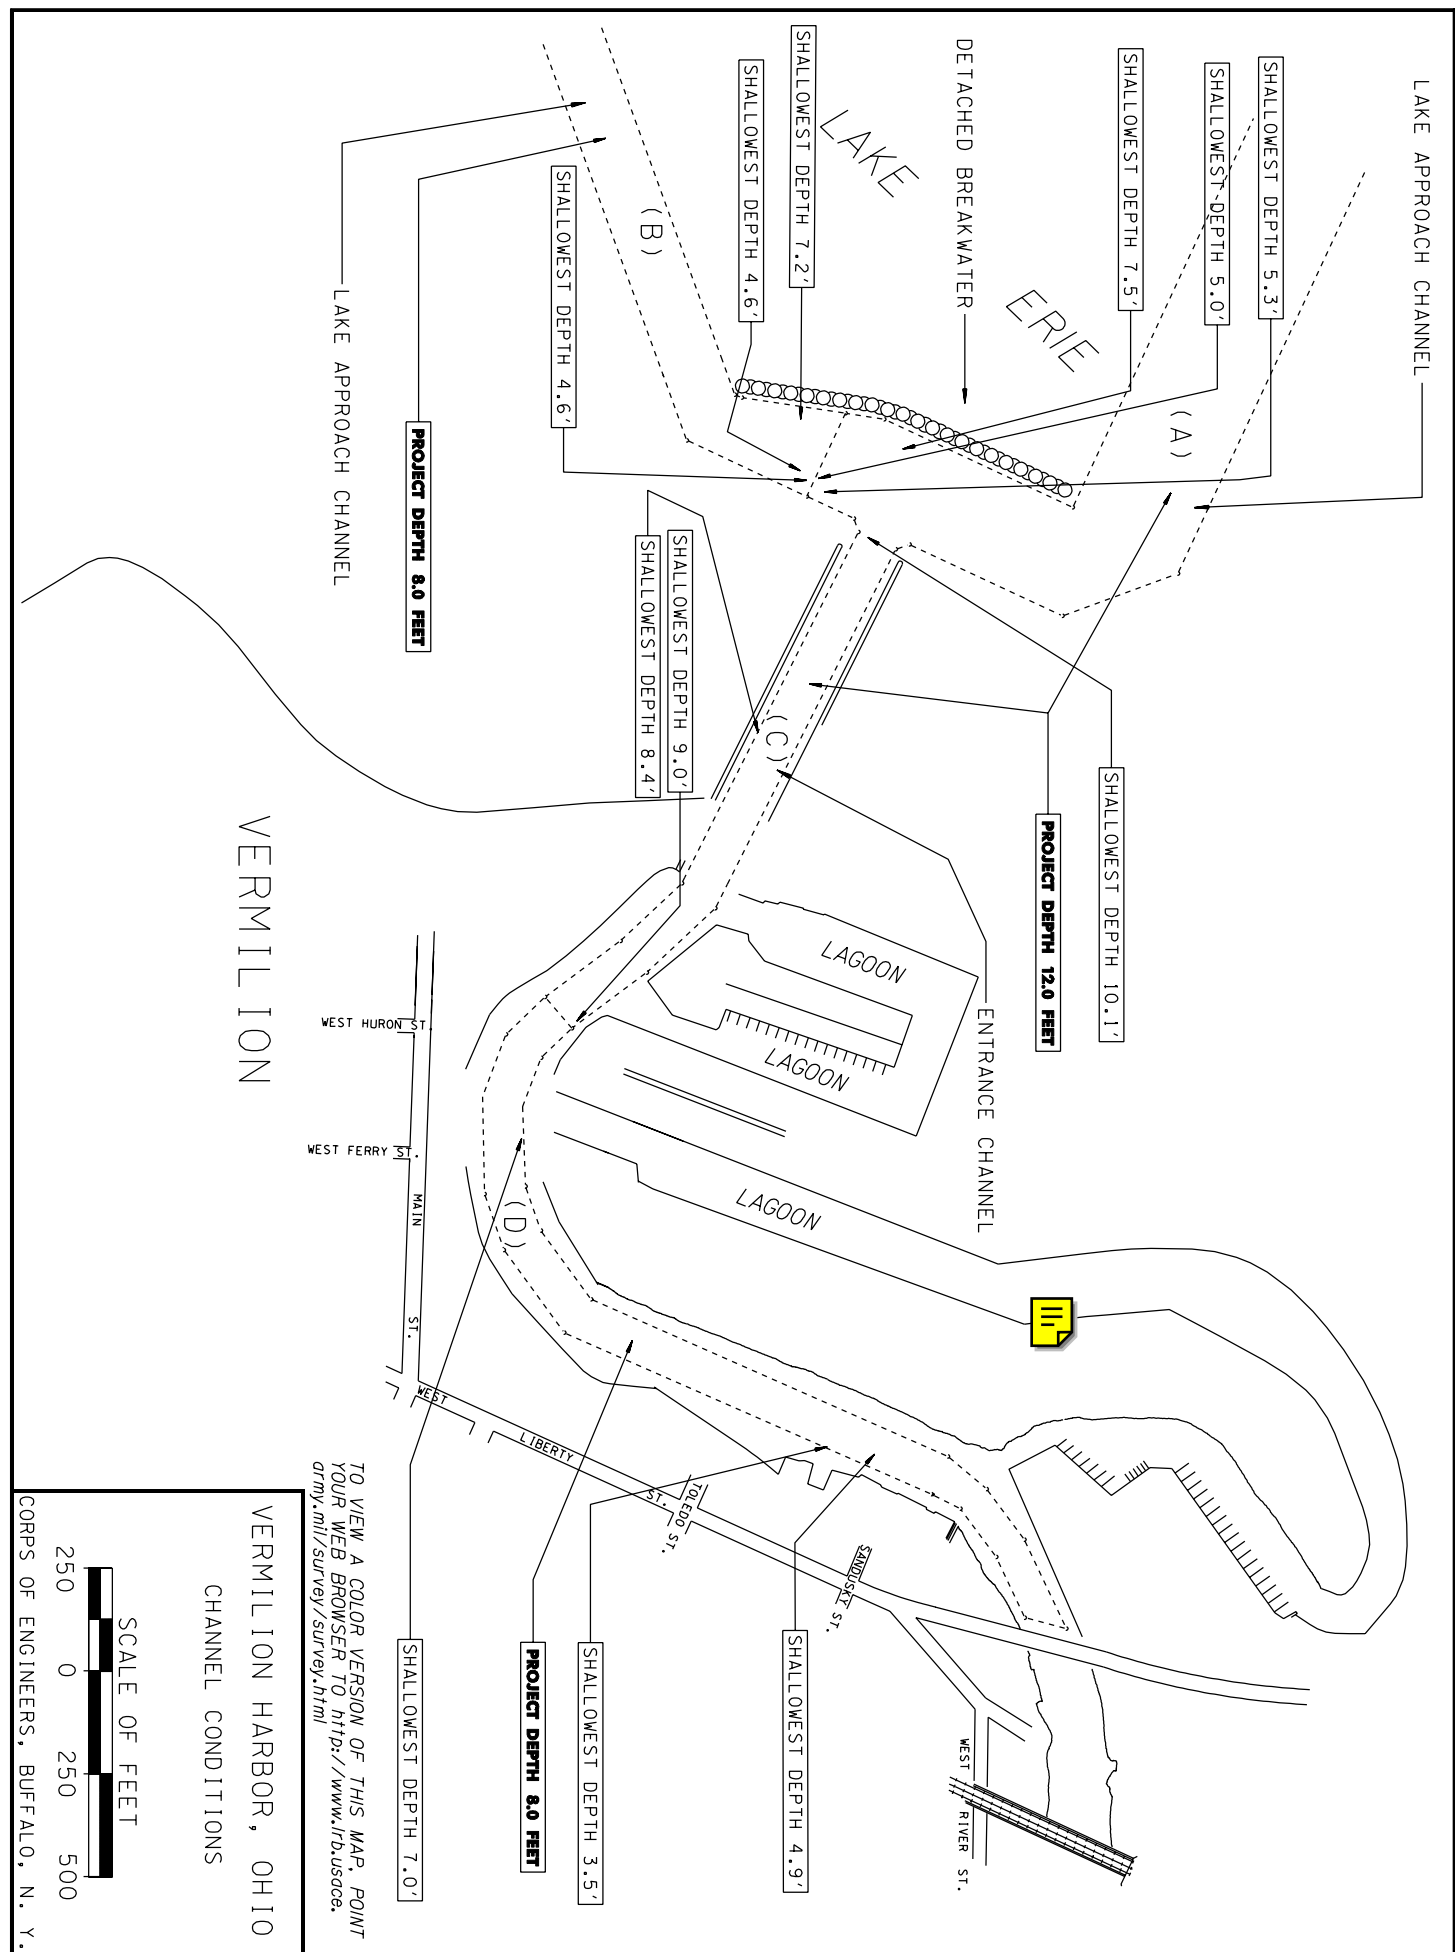 LAKE APPROACH CHANNEL
SHALLOWEST DEPTH 5.3'
SHALLOWEST DEPTH 5.0'
SHALLOWEST DEPTH 7.5'
DETACHED BREAKWATER
LAKE ERIE
SHALLOWEST DEPTH 7.2'
SHALLOWEST DEPTH 4.6'
SHALLOWEST DEPTH 4.6'
(A)
(B)
PROJECT DEPTH 8.0 FEET
LAKE APPROACH CHANNEL
SHALLOWEST DEPTH 10.1'
PROJECT DEPTH 12.0 FEET
ENTRANCE CHANNEL
(C)
SHALLOWEST DEPTH 9.0'
SHALLOWEST DEPTH 8.4'
LAGOON
LAGOON
LAGOON
(D)
VERMILION
WEST HURON ST.
WEST FERRY ST.
MAIN ST.
WEST LIBERTY ST.
TOLEDO ST.
SANDUSKY ST.
WEST RIVER ST.
SHALLOWEST DEPTH 4.9'
SHALLOWEST DEPTH 3.5'
PROJECT DEPTH 8.0 FEET
SHALLOWEST DEPTH 7.0'
TO VIEW A COLOR VERSION OF THIS MAP, POINT
YOUR WEB BROWSER TO http://www.lrb.usace.
army.mil/survey/survey.html
VERMILION HARBOR, OHIO
CHANNEL CONDITIONS
SCALE OF FEET
250 0 250 500
CORPS OF ENGINEERS, BUFFALO, N. Y.